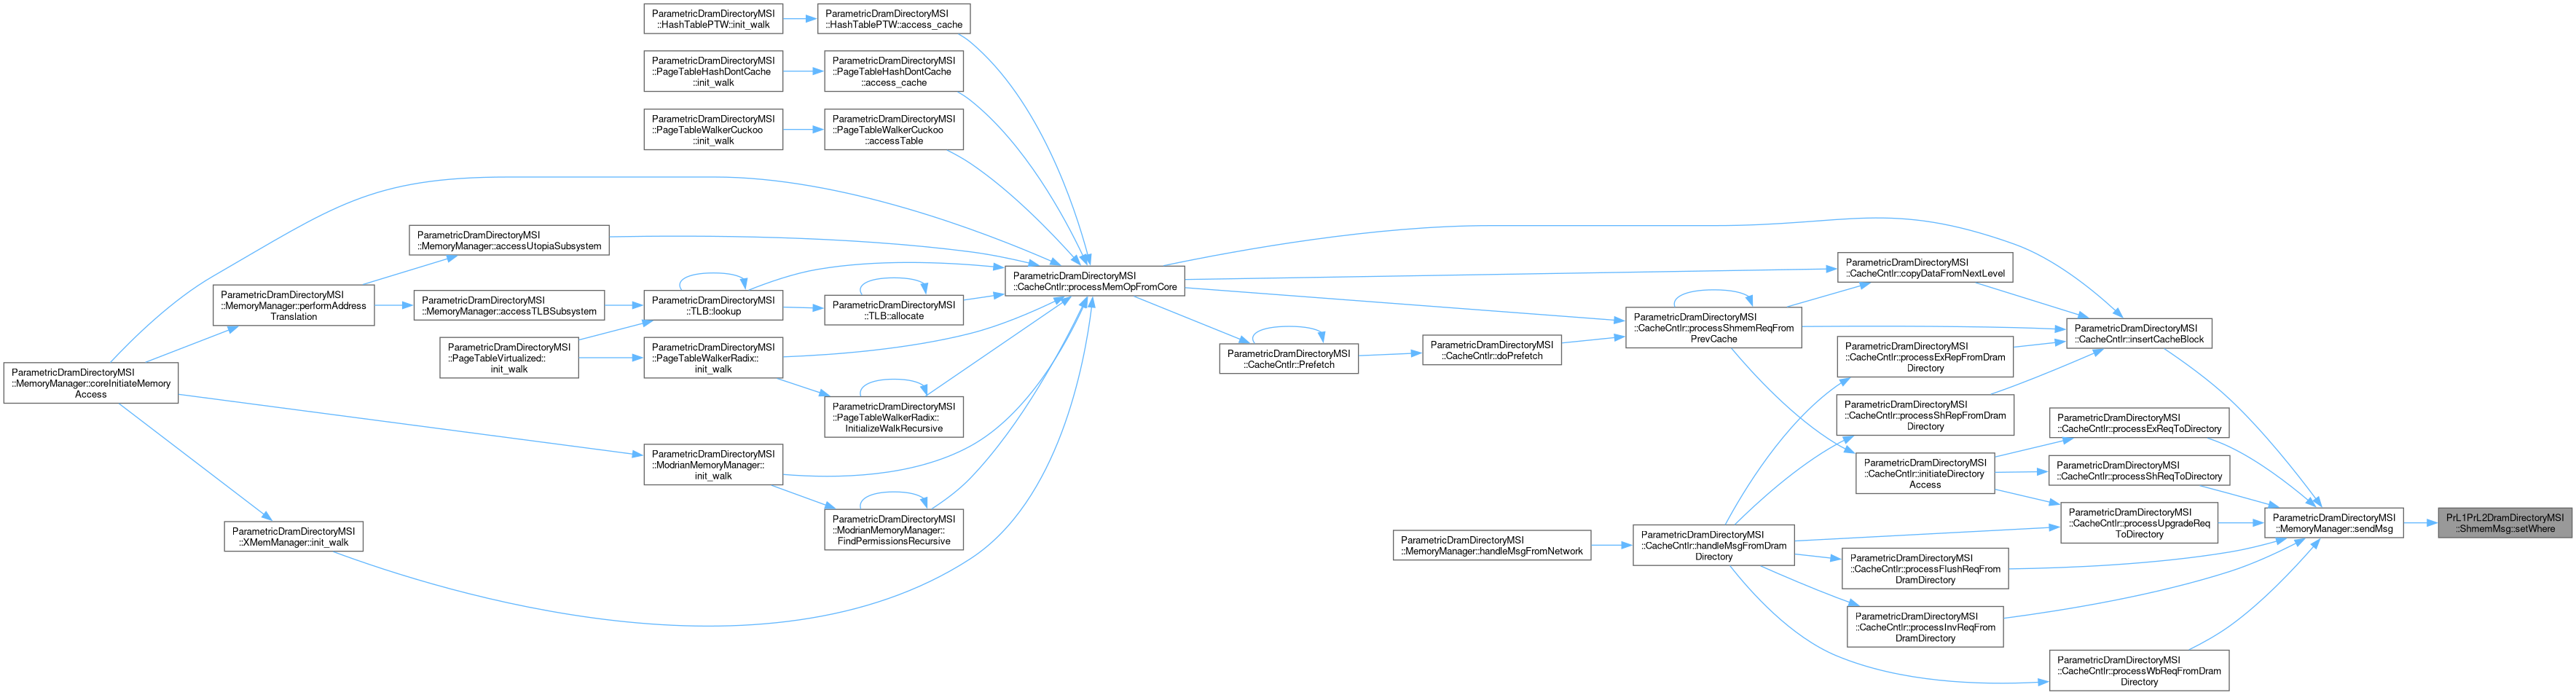 ParametricDramDirectoryMSI
::HashTablePTW::init_walk
ParametricDramDirectoryMSI
::HashTablePTW::access_cache
ParametricDramDirectoryMSI
::PageTableHashDontCache
::init_walk
ParametricDramDirectoryMSI
::PageTableHashDontCache
::access_cache
ParametricDramDirectoryMSI
::PageTableWalkerCuckoo
::init_walk
ParametricDramDirectoryMSI
::PageTableWalkerCuckoo
::accessTable
ParametricDramDirectoryMSI
::MemoryManager::accessUtopiaSubsystem
ParametricDramDirectoryMSI
::MemoryManager::performAddress
Translation
ParametricDramDirectoryMSI
::MemoryManager::accessTLBSubsystem
ParametricDramDirectoryMSI
::TLB::lookup
ParametricDramDirectoryMSI
::TLB::allocate
ParametricDramDirectoryMSI
::CacheCntlr::processMemOpFromCore
ParametricDramDirectoryMSI
::MemoryManager::coreInitiateMemory
Access
ParametricDramDirectoryMSI
::PageTableVirtualized::
init_walk
ParametricDramDirectoryMSI
::PageTableWalkerRadix::
init_walk
ParametricDramDirectoryMSI
::PageTableWalkerRadix::
InitializeWalkRecursive
ParametricDramDirectoryMSI
::ModrianMemoryManager::
init_walk
ParametricDramDirectoryMSI
::ModrianMemoryManager::
FindPermissionsRecursive
ParametricDramDirectoryMSI
::XMemManager::init_walk
ParametricDramDirectoryMSI
::CacheCntlr::Prefetch
ParametricDramDirectoryMSI
::CacheCntlr::doPrefetch
ParametricDramDirectoryMSI
::CacheCntlr::processShmemReqFrom
PrevCache
ParametricDramDirectoryMSI
::CacheCntlr::copyDataFromNextLevel
ParametricDramDirectoryMSI
::CacheCntlr::insertCacheBlock
ParametricDramDirectoryMSI
::CacheCntlr::processExRepFromDram
Directory
ParametricDramDirectoryMSI
::CacheCntlr::processShRepFromDram
Directory
ParametricDramDirectoryMSI
::CacheCntlr::processExReqToDirectory
ParametricDramDirectoryMSI
::CacheCntlr::initiateDirectory
Access
ParametricDramDirectoryMSI
::CacheCntlr::processShReqToDirectory
ParametricDramDirectoryMSI
::CacheCntlr::processUpgradeReq
ToDirectory
ParametricDramDirectoryMSI
::MemoryManager::sendMsg
PrL1PrL2DramDirectoryMSI
::ShmemMsg::setWhere
ParametricDramDirectoryMSI
::MemoryManager::handleMsgFromNetwork
ParametricDramDirectoryMSI
::CacheCntlr::handleMsgFromDram
Directory
ParametricDramDirectoryMSI
::CacheCntlr::processFlushReqFrom
DramDirectory
ParametricDramDirectoryMSI
::CacheCntlr::processInvReqFrom
DramDirectory
ParametricDramDirectoryMSI
::CacheCntlr::processWbReqFromDram
Directory